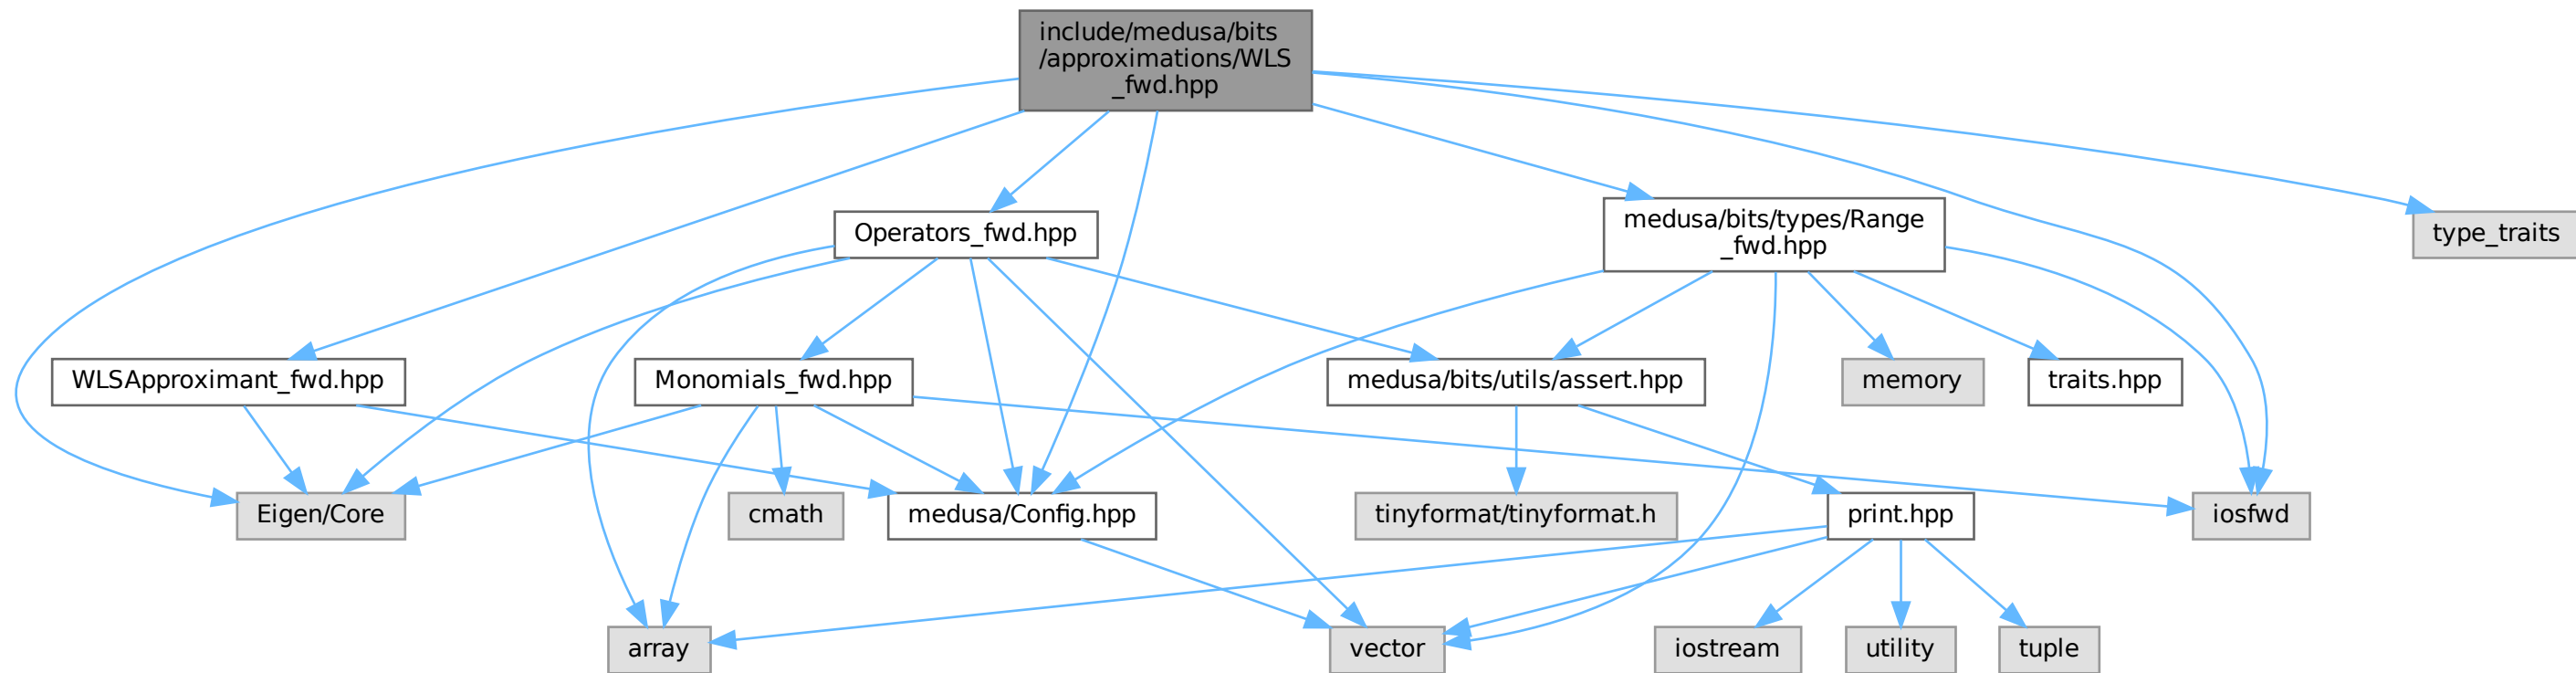 include/medusa/bits
/approximations/WLS
_fwd.hpp
Operators_fwd.hpp
medusa/bits/types/Range
_fwd.hpp
type_traits
WLSApproximant_fwd.hpp
Monomials_fwd.hpp
medusa/bits/utils/assert.hpp
memory
traits.hpp
Eigen/Core
cmath
medusa/Config.hpp
tinyformat/tinyformat.h
print.hpp
iosfwd
array
vector
iostream
utility
tuple